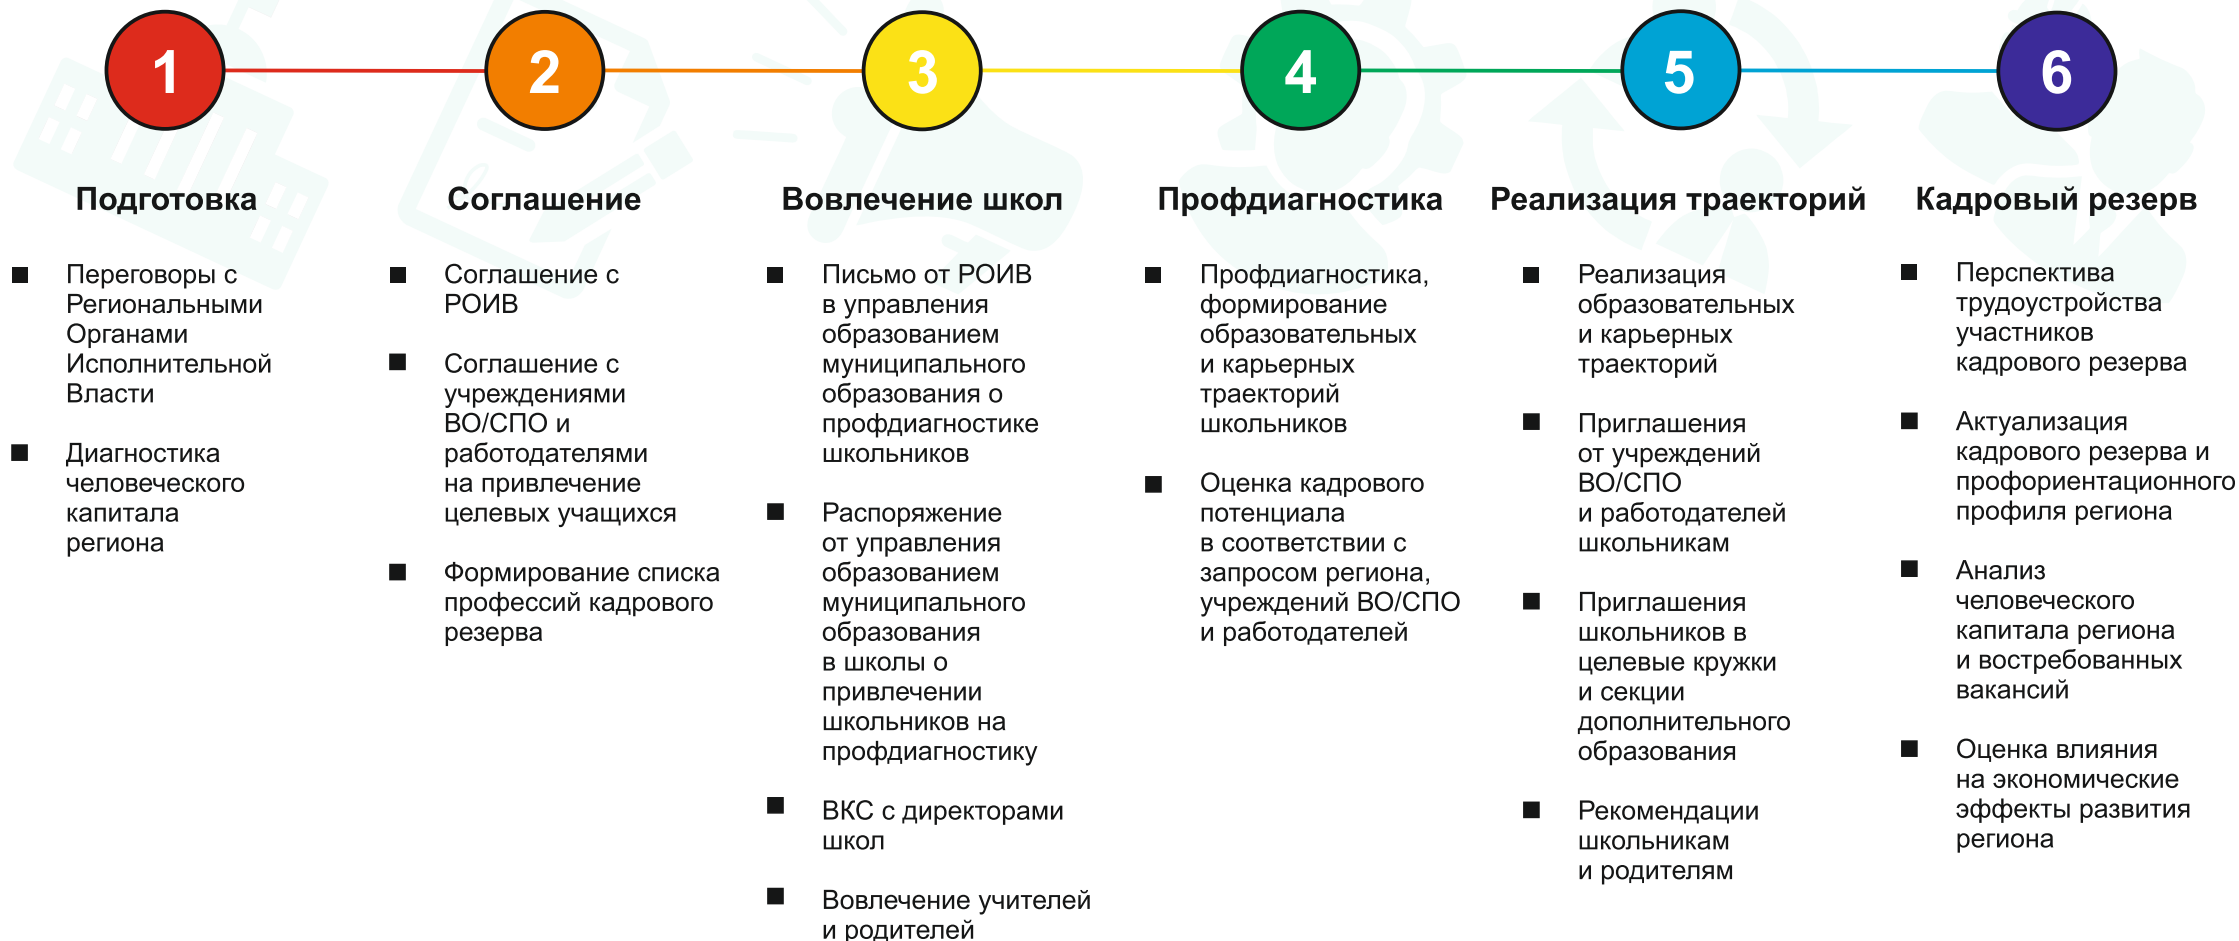 1
2
3
4
5
6
Подготовка
Переговоры с
Региональными
Органами
Исполнительной
Власти
Диагностика
человеческого
капитала
региона
Соглашение
Соглашение с
РОИВ
Соглашение с
учреждениями
ВО/СПО и
работодателями
на привлечение
целевых учащихся
Формирование списка
профессий кадрового
резерва
Вовлечение школ
Письмо от РОИВ
в управления
образованием
муниципального
образования о
профдиагностике
школьников
Распоряжение
от управления
образованием
муниципального
образования
в школы о
привлечении
школьников на
профдиагностику
ВКС с директорами
школ
Вовлечение учителей
и родителей
Профдиагностика
Профдиагностика,
формирование
образовательных
и карьерных
траекторий
школьников
Оценка кадрового
потенциала
в соответствии с
запросом региона,
учреждений ВО/СПО
и работодателей
Реализация траекторий
Реализация
образовательных
и карьерных
траекторий
Приглашения
от учреждений
ВО/СПО
и работодателей
школьникам
Приглашения
школьников в
целевые кружки
и секции
дополнительного
образования
Рекомендации
школьникам
и родителям
Кадровый резерв
Перспектива
трудоустройства
участников
кадрового резерва
Актуализация
кадрового резерва и
профориентационного
профиля региона
Анализ
человеческого
капитала региона
и востребованных
вакансий
Оценка влияния
на экономические
эффекты развития
региона